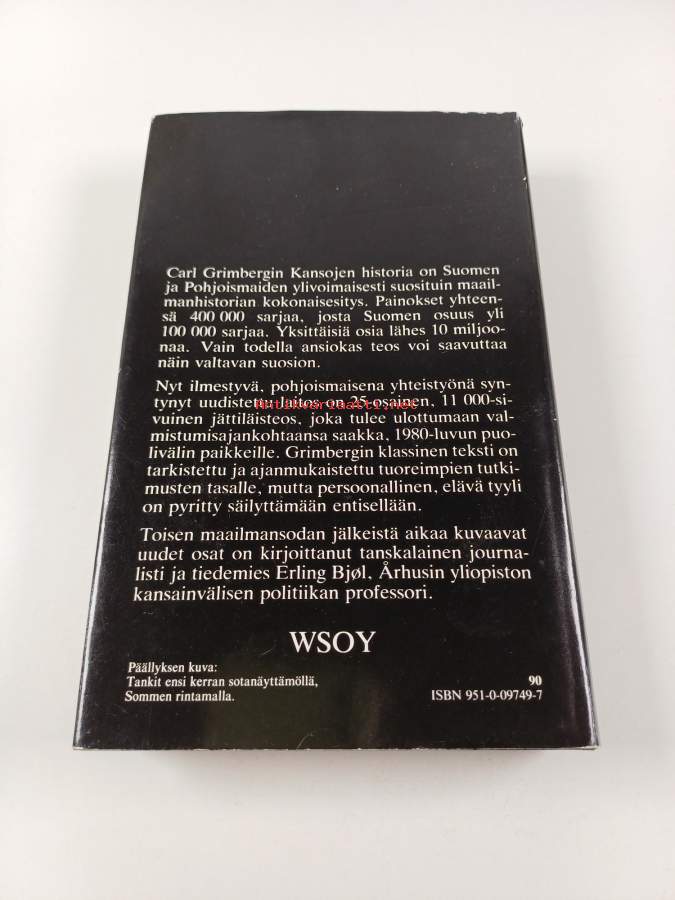 Carl Grimbergin Kansojen historia on Suomen
ja Pohjoismaiden ylivoimaisesti suosituin maail-
manhistorian kokonaisesitys. Painokset yhteen-
sä 400 000 sarjaa, josta Suomen osuus yli
100 000 sarjaa. Yksittäisiä osia lähes 10 miljoo-
naa. Vain todella ansiokas teos voi saavuttaa
näin valtavan suosion.
Nyt ilmestyvä, pohjoismaisena yhteistyönä syn-
tynyt uudistettu laitos on 25-osainen, 11 000-si-
Antikvariaatti.net
vuinen jättiläisteos, joka tulee ulottumaan val-
mistumisajankohtaansa saakka, 1980-luvun puo-
livälin paikkeille. Grimbergin klassinen teksti on
tarkistettu ja ajanmukaistettu tuoreimpien tutki-
musten tasalle, mutta persoonallinen, elävä tyyli
on pyritty säilyttämään entisellään.
Toisen maailmansodan jälkeistä aikaa kuvaavat
uudet osat on kirjoittanut tanskalainen journa-
listi ja tiedemies Erling Bjøl, Århusin yliopiston
kansainvälisen politiikan professori.
WSOY
Päällyksen kuva:
Tankit ensi kerran sotanäyttämöllä,
Sommen rintamalla.
90
ISBN 951-0-09749-7